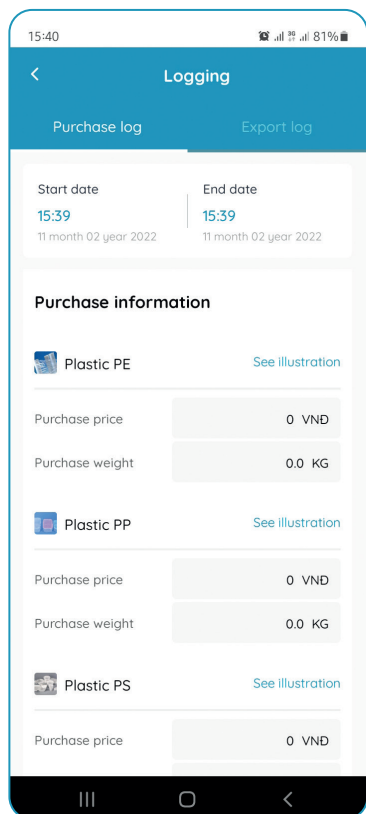 15:40 3G 81%
Logging
Purchase log Export log
Start date End date
15:39 15:39
11 month 02 year 2022 11 month 02 year 2022
Purchase information
Plastic PE See illustration
Purchase price 0 VNĐ
Purchase weight 0.0 KG
Plastic PP See illustration
Purchase price 0 VNĐ
Purchase weight 0.0 KG
Plastic PS See illustration
Purchase price 0 VNĐ